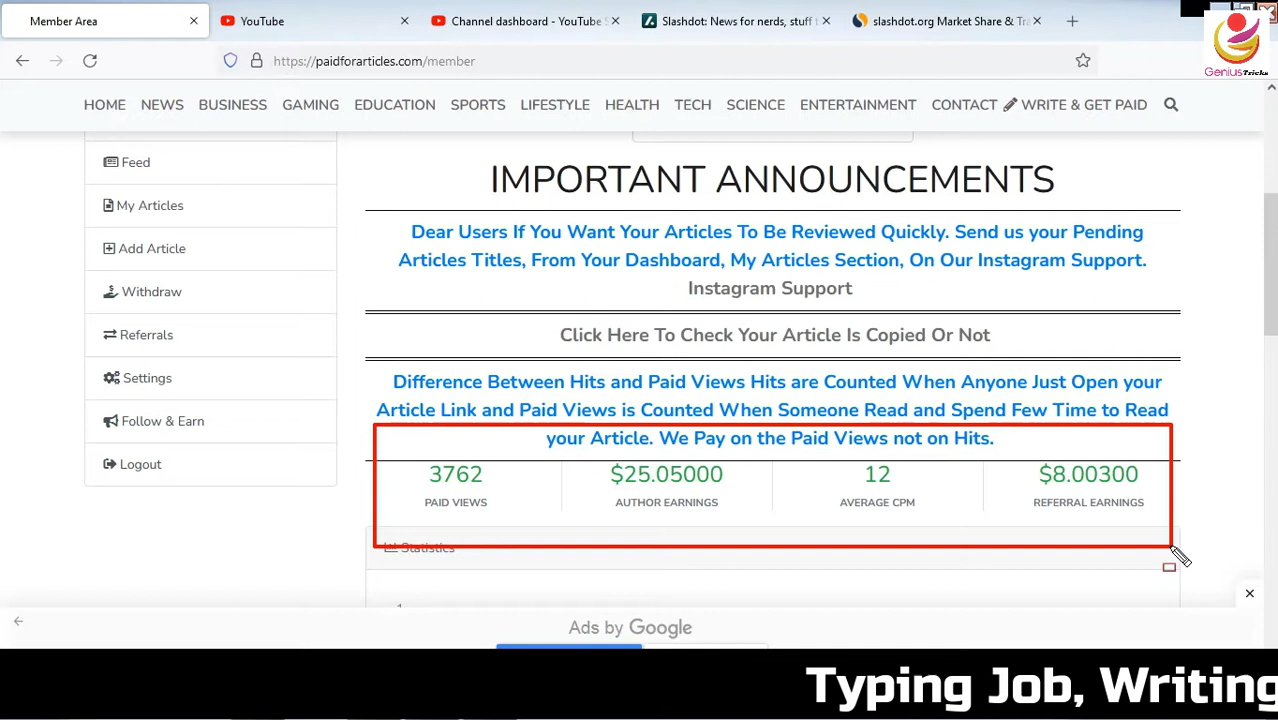 Member Area
YouTube
Channel dashboard - YouTube S
Slashdot: News for nerds, stuff t
slashdot.org Market Share & Tra
https://paidforarticles.com/member
Genius Tricks
HOME NEWS BUSINESS GAMING EDUCATION SPORTS LIFESTYLE HEALTH TECH SCIENCE ENTERTAINMENT CONTACT WRITE & GET PAID
Feed
My Articles
Add Article
Withdraw
Referrals
Settings
Follow & Earn
Logout
IMPORTANT ANNOUNCEMENTS
Dear Users If You Want Your Articles To Be Reviewed Quickly. Send us your Pending
Articles Titles, From Your Dashboard, My Articles Section, On Our Instagram Support.
Instagram Support
Click Here To Check Your Article Is Copied Or Not
Difference Between Hits and Paid Views Hits are Counted When Anyone Just Open your
Article Link and Paid Views is Counted When Someone Read and Spend Few Time to Read
your Article. We Pay on the Paid Views not on Hits.
3762 $25.05000 12 $8.00300
PAID VIEWS AUTHOR EARNINGS AVERAGE CPM REFERRAL EARNINGS
Statistics
Ads by Google
Typing Job, Writing